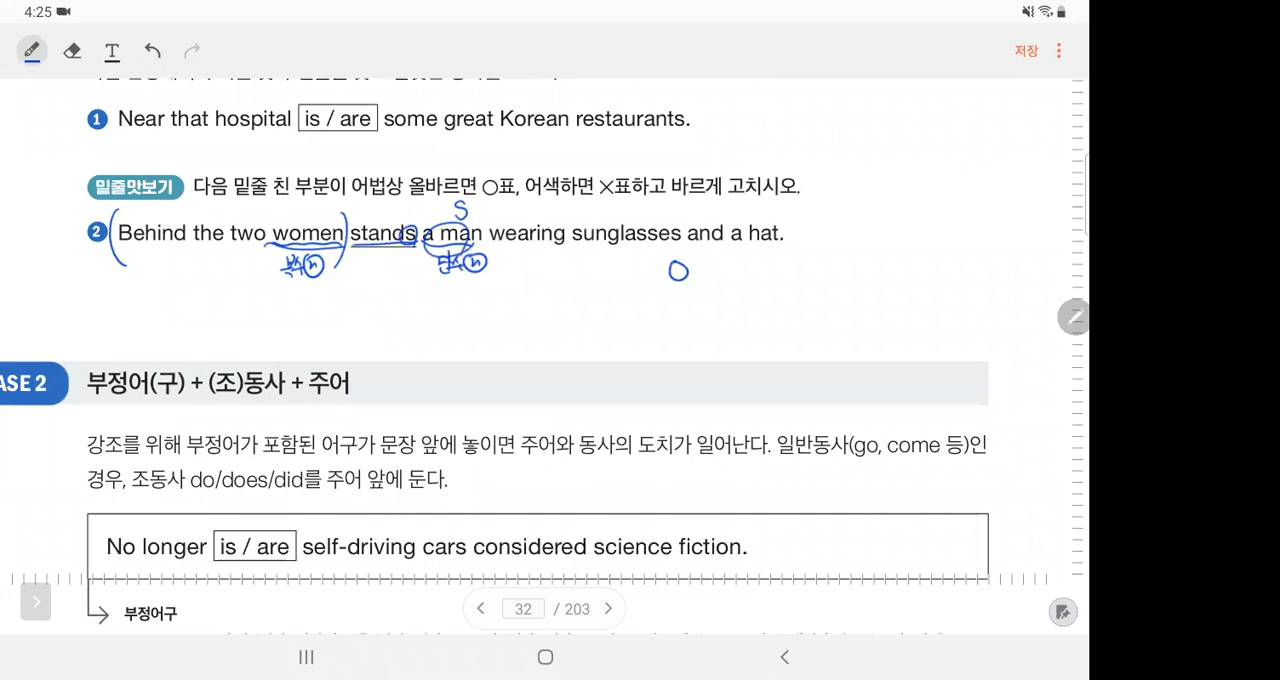 4:25
저장
1 Near that hospital is / are some great Korean restaurants.
밑줄맛보기 다음 밑줄 친 부분이 어법상 올바르면 ○표, 어색하면 ×표하고 바르게 고치시오.
S
2 (Behind the two women) stands a man wearing sunglasses and a hat.
복수 n 단수 n O
ASE 2 부정어(구) + (조)동사 + 주어
강조를 위해 부정어가 포함된 어구가 문장 앞에 놓이면 주어와 동사의 도치가 일어난다. 일반동사(go, come 등)인
경우, 조동사 do/does/did를 주어 앞에 둔다.
No longer is / are self-driving cars considered science fiction.
부정어구
32 / 203